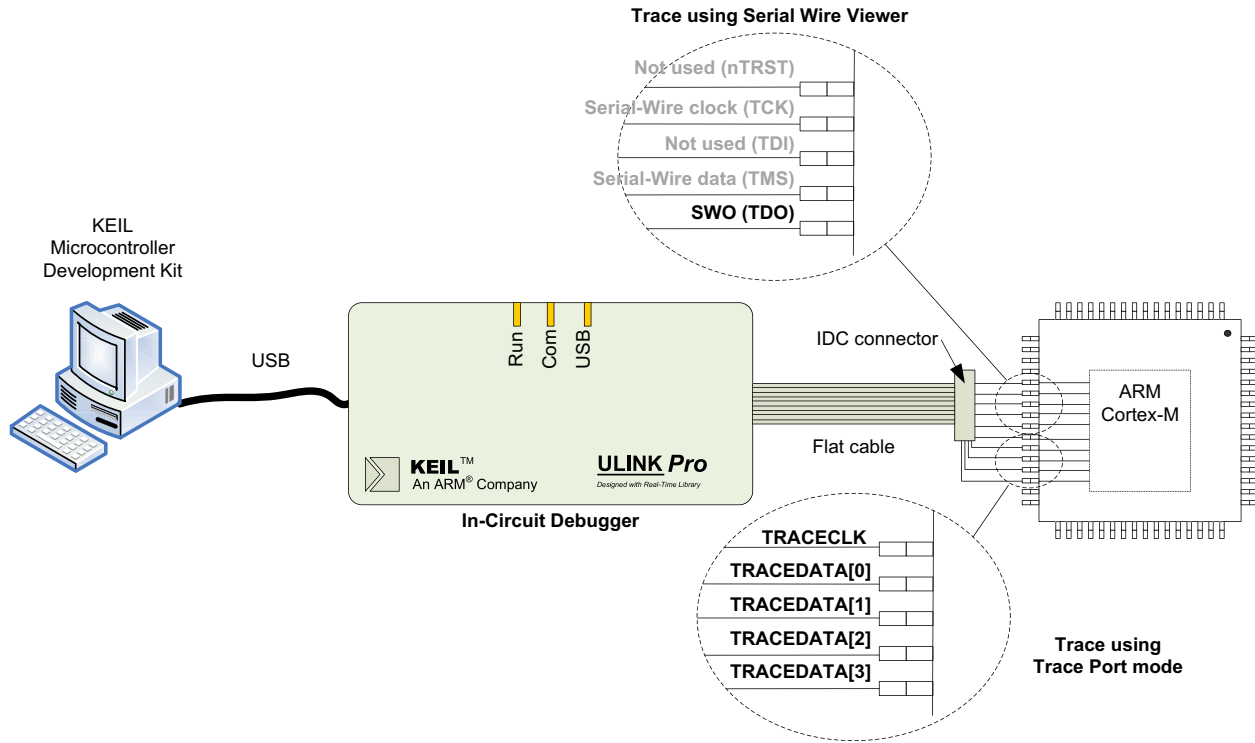 Trace using Serial Wire Viewer
Not used (nTRST)
Serial-Wire clock (TCK)
Not used (TDI)
Serial-Wire data (TMS)
SWO (TDO)
KEIL
Microcontroller
Development Kit
USB
Run
Com
USB
KEIL™
An ARM® Company
ULINK Pro
Designed with Real-Time Library
In-Circuit Debugger
IDC connector
Flat cable
ARM
Cortex-M
TRACECLK
TRACEDATA[0]
TRACEDATA[1]
TRACEDATA[2]
TRACEDATA[3]
Trace using
Trace Port mode